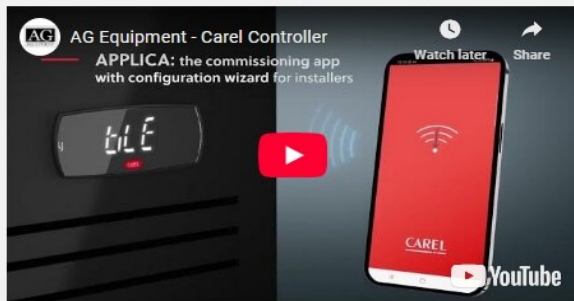 AG EQUIPMENT
AG Equipment - Carel Controller
Watch later
Share
APPLICA: the commissioning app
with configuration wizard for installers
bLE
CAREL
YouTube